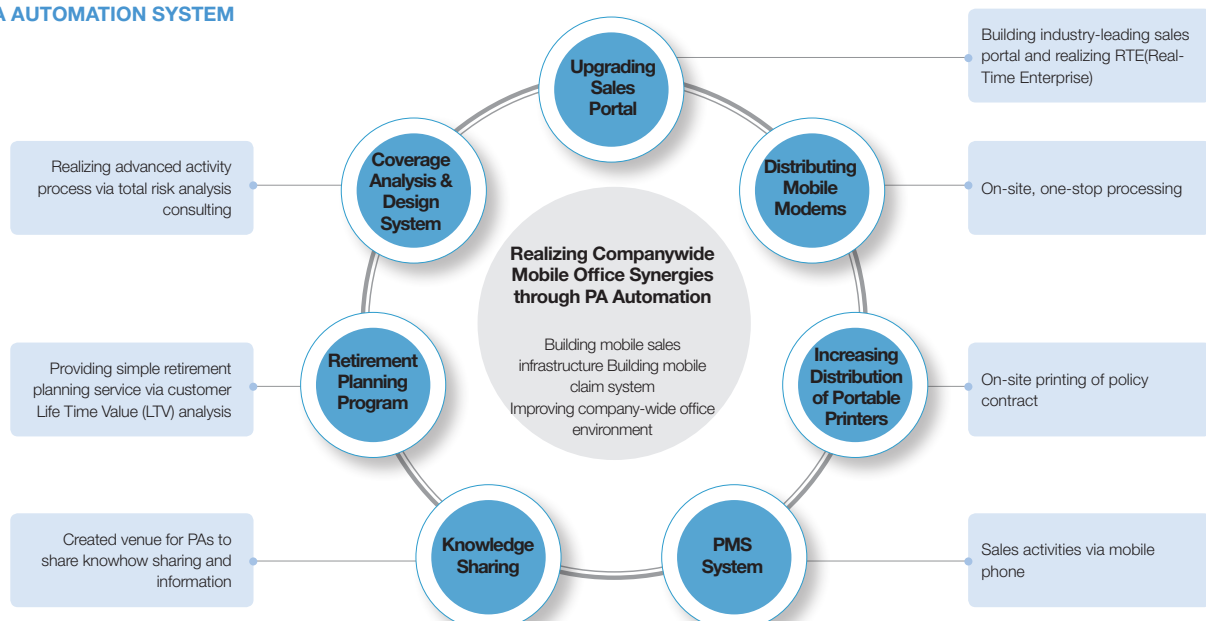 A AUTOMATION SYSTEM
Upgrading
Sales
Portal
Building industry-leading sales
portal and realizing RTE(Real-
Time Enterprise)
Distributing
Mobile
Modems
On-site, one-stop processing
Increasing
Distribution
of Portable
Printers
On-site printing of policy
contract
PMS
System
Sales activities via mobile
phone
Knowledge
Sharing
Created venue for PAs to
share knowhow sharing and
information
Retirement
Planning
Program
Providing simple retirement
planning service via customer
Life Time Value (LTV) analysis
Coverage
Analysis &
Design
System
Realizing advanced activity
process via total risk analysis
consulting
Realizing Companywide
Mobile Office Synergies
through PA Automation
Building mobile sales
infrastructure Building mobile
claim system
Improving company-wide office
environment